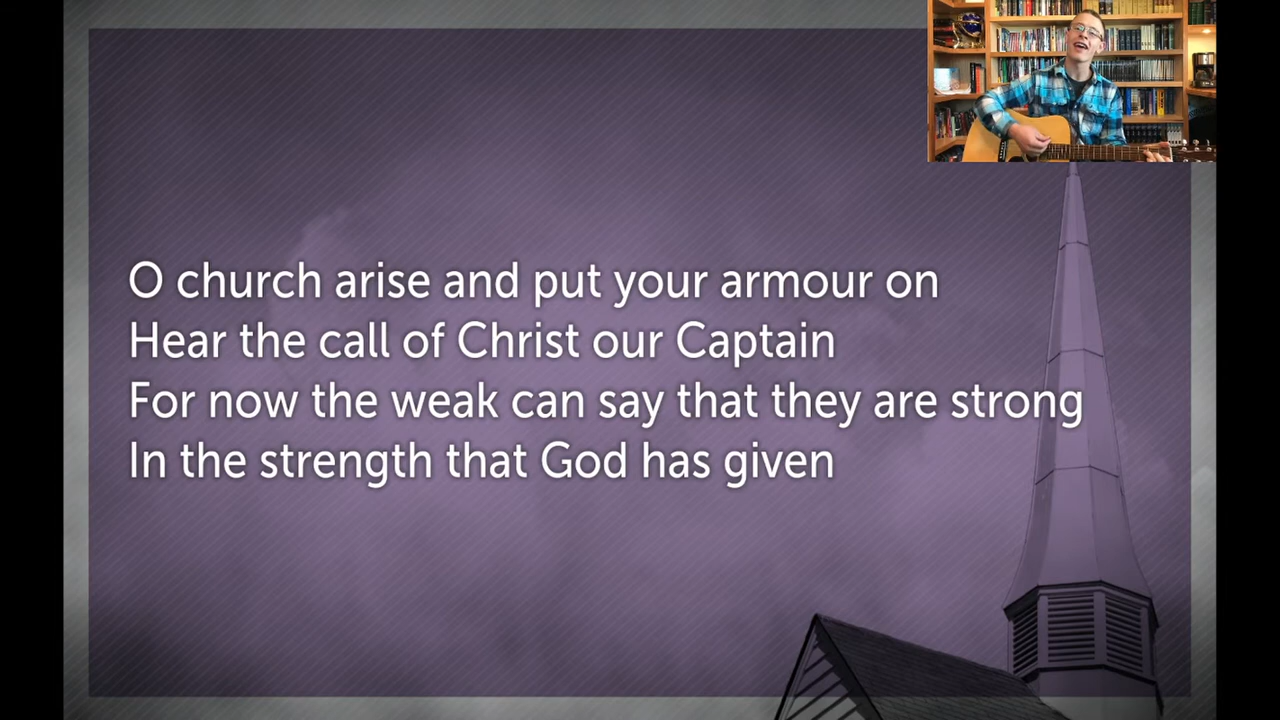 O church arise and put your armour on
Hear the call of Christ our Captain
For now the weak can say that they are strong
In the strength that God has given